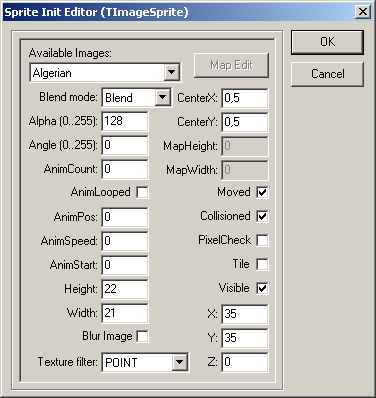 Sprite Init Editor (TImageSprite)
Available Images:
Algerian
Map Edit
OK
Cancel
Blend mode: Blend CenterX: 0,5
Alpha (0..255): 128 CenterY: 0,5
Angle (0..255): 0 MapHeight: 0
AnimCount: 0 MapWidth: 0
AnimLooped Moved
AnimPos: 0 Collisioned
AnimSpeed: 0 PixelCheck
AnimStart: 0 Tile
Height: 22 Visible
Width: 21 X: 35
Blur Image Y: 35
Texture filter: POINT Z: 0